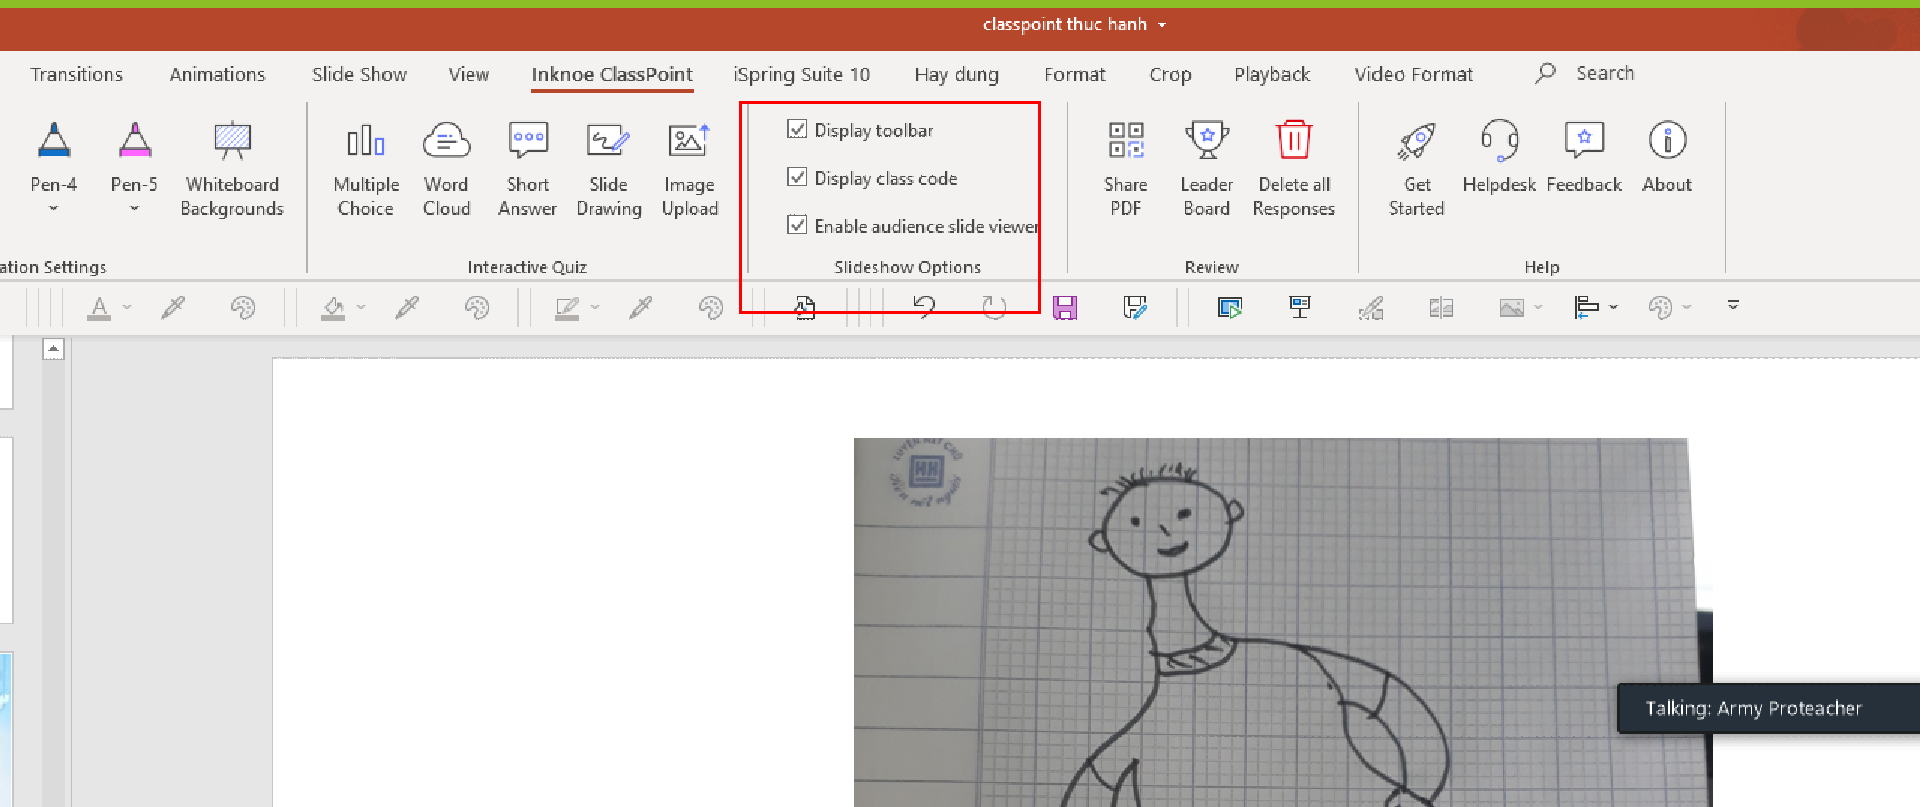 classpoint thuc hanh
Transitions Animations Slide Show View Inknoe ClassPoint iSpring Suite 10 Hay dung Format Crop Playback Video Format Search
Display toolbar
Display class code
Enable audience slide viewer
Pen-4 Pen-5 Whiteboard Backgrounds
Multiple Choice Word Cloud Short Answer Slide Drawing Image Upload
Share PDF Leader Board Delete all Responses
Get Started Helpdesk Feedback About
ation Settings Interactive Quiz Slideshow Options Review Help
HH
Talking: Army Proteacher